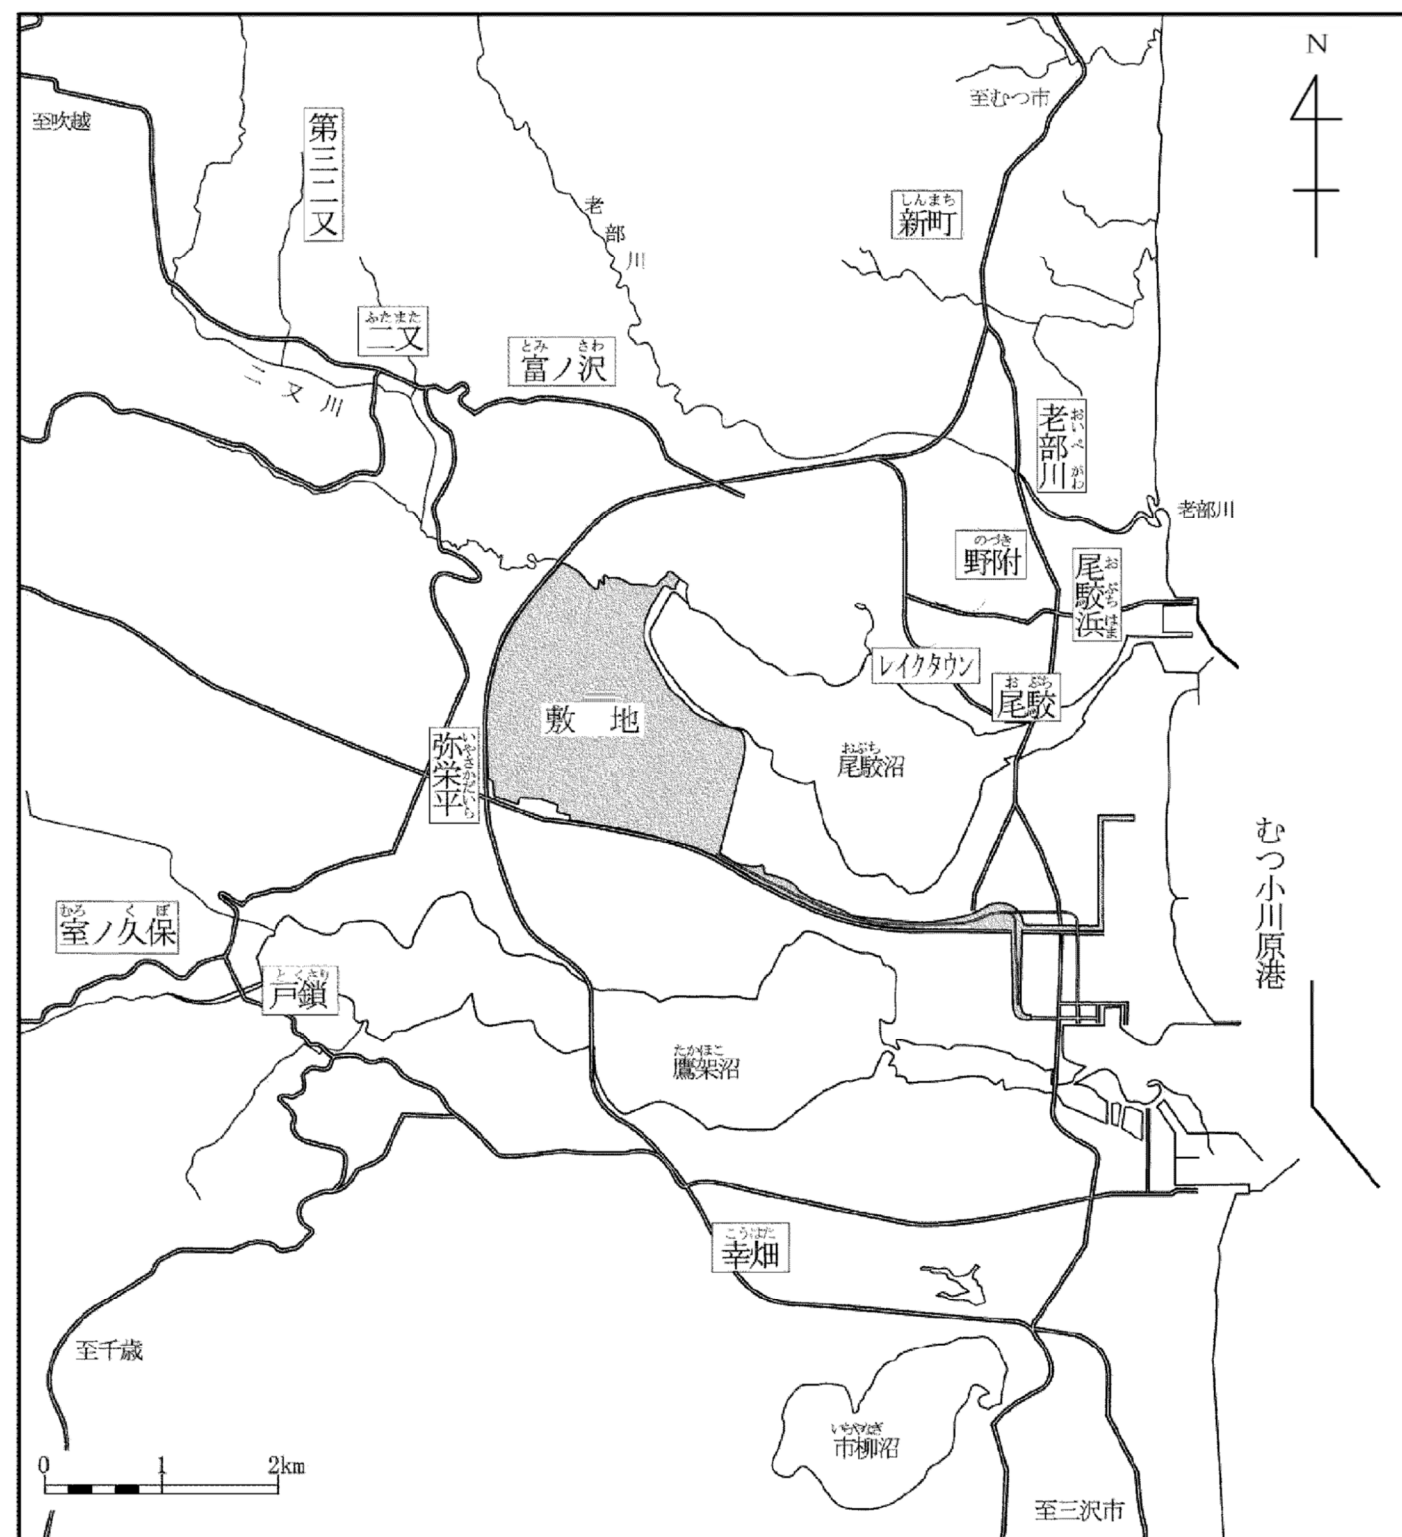 N
至むつ市
至吹越
第三二又
老部川
しんまち
新町
ふたまた
二又
とみ さわ
富ノ沢
二又川
おいべがわ
老部川
老部川
のづき
野附
おぶちはま
尾駮浜
レイクタウン
おぶち
尾駮
敷 地
いやさかだいら
弥栄平
おぶち
尾駮沼
むつ小川原港
むろ く ぼ
室ノ久保
とくさり
戸鎖
たかほこ
鷹架沼
こうはた
幸畑
至千歳
いちやなぎ
市柳沼
0 1 2km
至三沢市